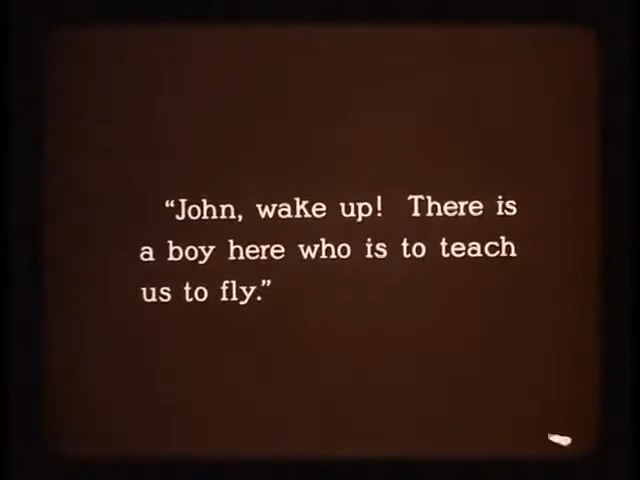 “John, wake up!  There is
a boy here who is to teach
us to fly.”